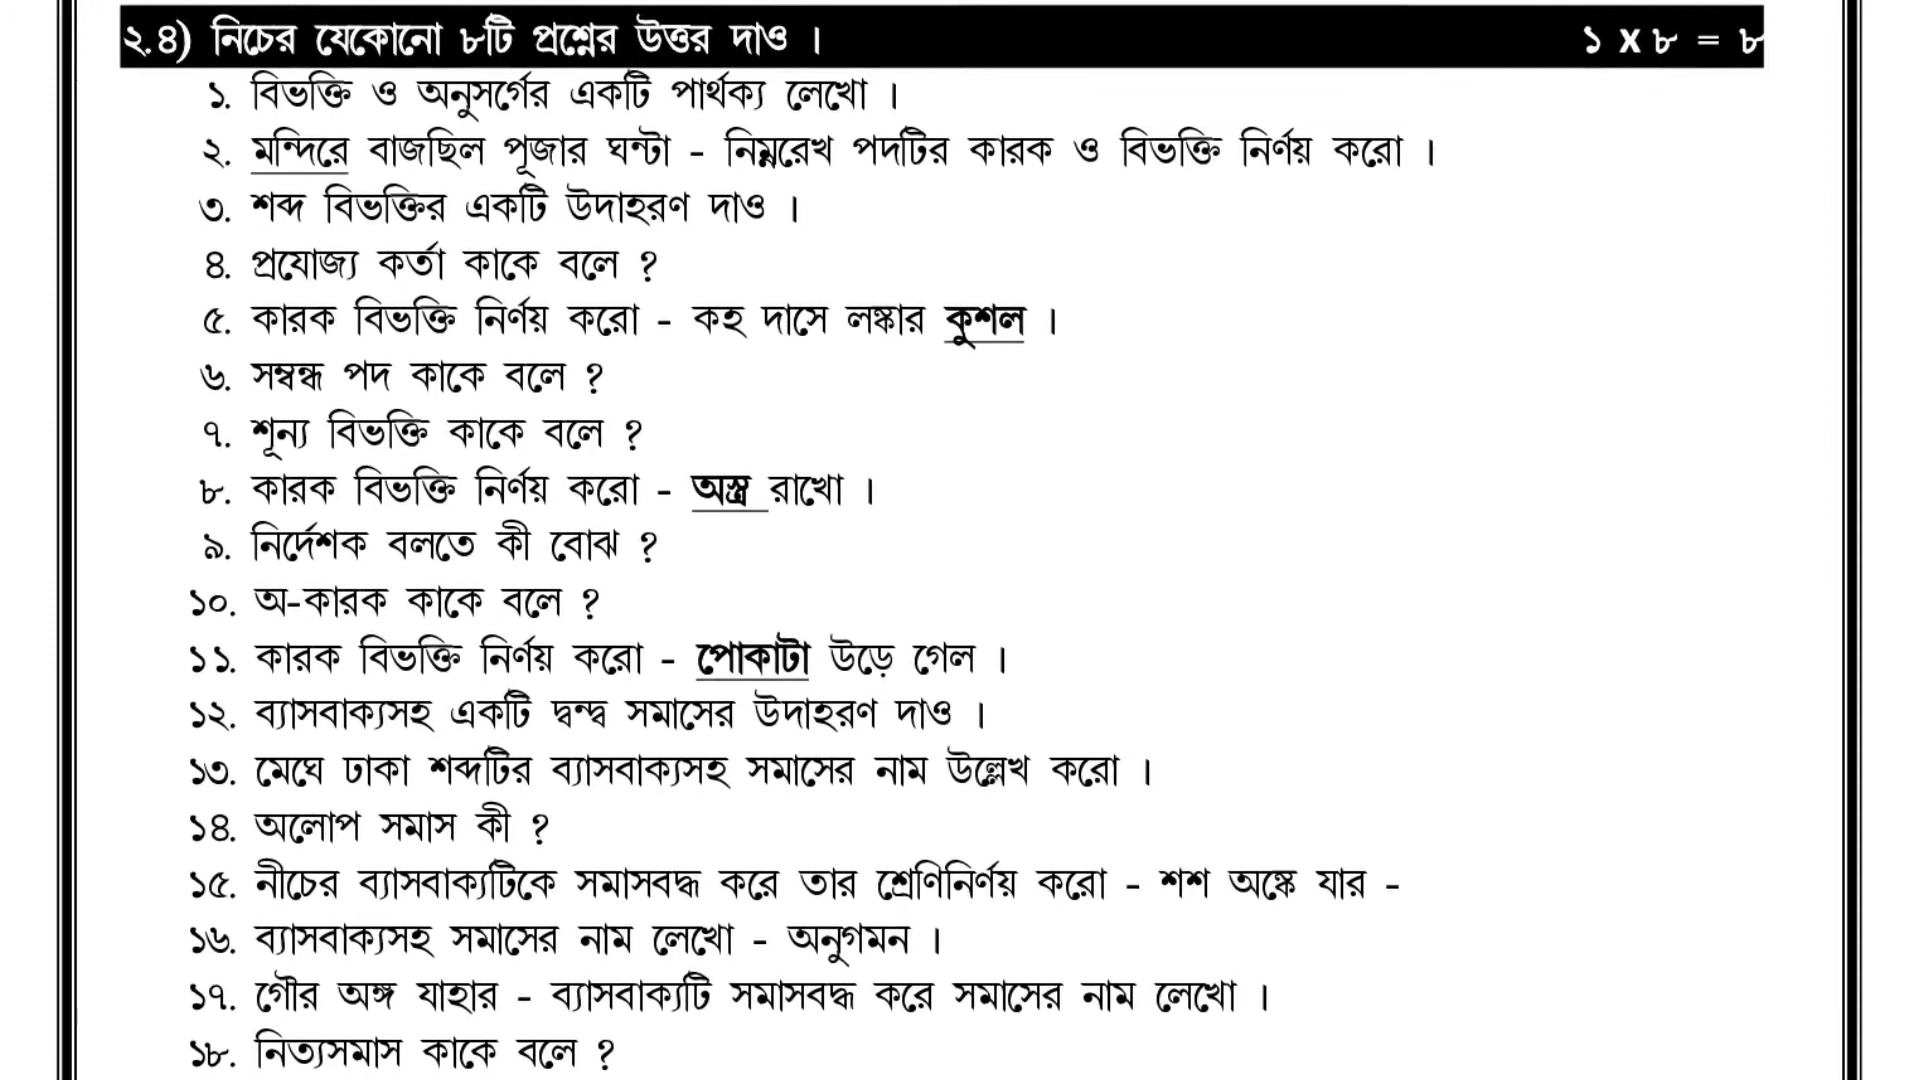 ২.৪) নিচের যেকোনো ৮টি প্রশ্নের উত্তর দাও । ১ x ৮ = ৮
১. বিভক্তি ও অনুসর্গের একটি পার্থক্য লেখো ।
২. মন্দিরে বাজছিল পূজার ঘন্টা - নিম্নরেখ পদটির কারক ও বিভক্তি নির্ণয় করো ।
৩. শব্দ বিভক্তির একটি উদাহরণ দাও ।
৪. প্রযোজ্য কর্তা কাকে বলে ?
৫. কারক বিভক্তি নির্ণয় করো - কহ দাসে লঙ্কার কুশল ।
৬. সম্বন্ধ পদ কাকে বলে ?
৭. শূন্য বিভক্তি কাকে বলে ?
৮. কারক বিভক্তি নির্ণয় করো - অস্ত্র রাখো ।
৯. নির্দেশক বলতে কী বোঝ ?
১০. অ-কারক কাকে বলে ?
১১. কারক বিভক্তি নির্ণয় করো - পোকাটা উড়ে গেল ।
১২. ব্যাসবাক্যসহ একটি দ্বন্দ্ব সমাসের উদাহরণ দাও ।
১৩. মেঘে ঢাকা শব্দটির ব্যাসবাক্যসহ সমাসের নাম উল্লেখ করো ।
১৪. অলোপ সমাস কী ?
১৫. নীচের ব্যাসবাক্যটিকে সমাসবদ্ধ করে তার শ্রেণিনির্ণয় করো - শশ অঙ্কে যার -
১৬. ব্যাসবাক্যসহ সমাসের নাম লেখো - অনুগমন ।
১৭. গৌর অঙ্গ যাহার - ব্যাসবাক্যটি সমাসবদ্ধ করে সমাসের নাম লেখো ।
১৮. নিত্যসমাস কাকে বলে ?